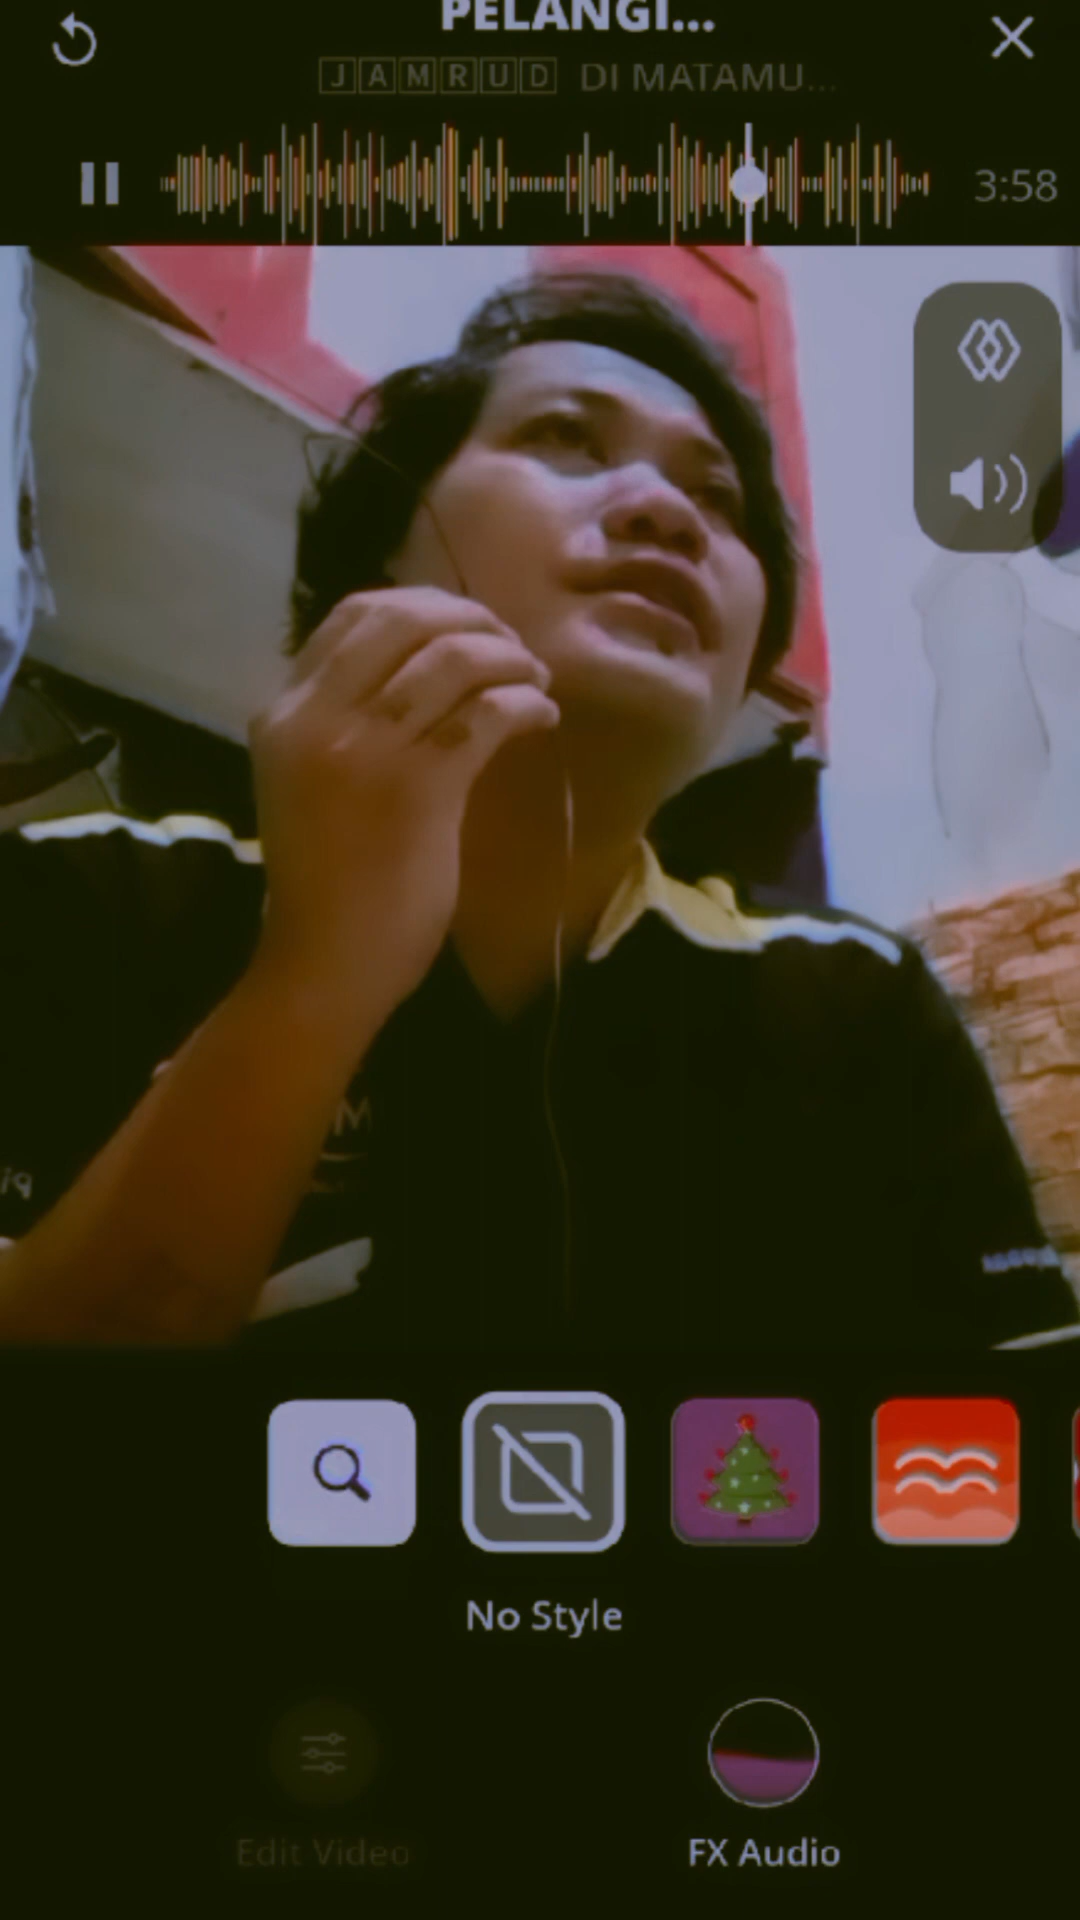 PELANGI...
JAMRUD DI MATAMU...
3:58
M
No Style
Edit Video
FX Audio